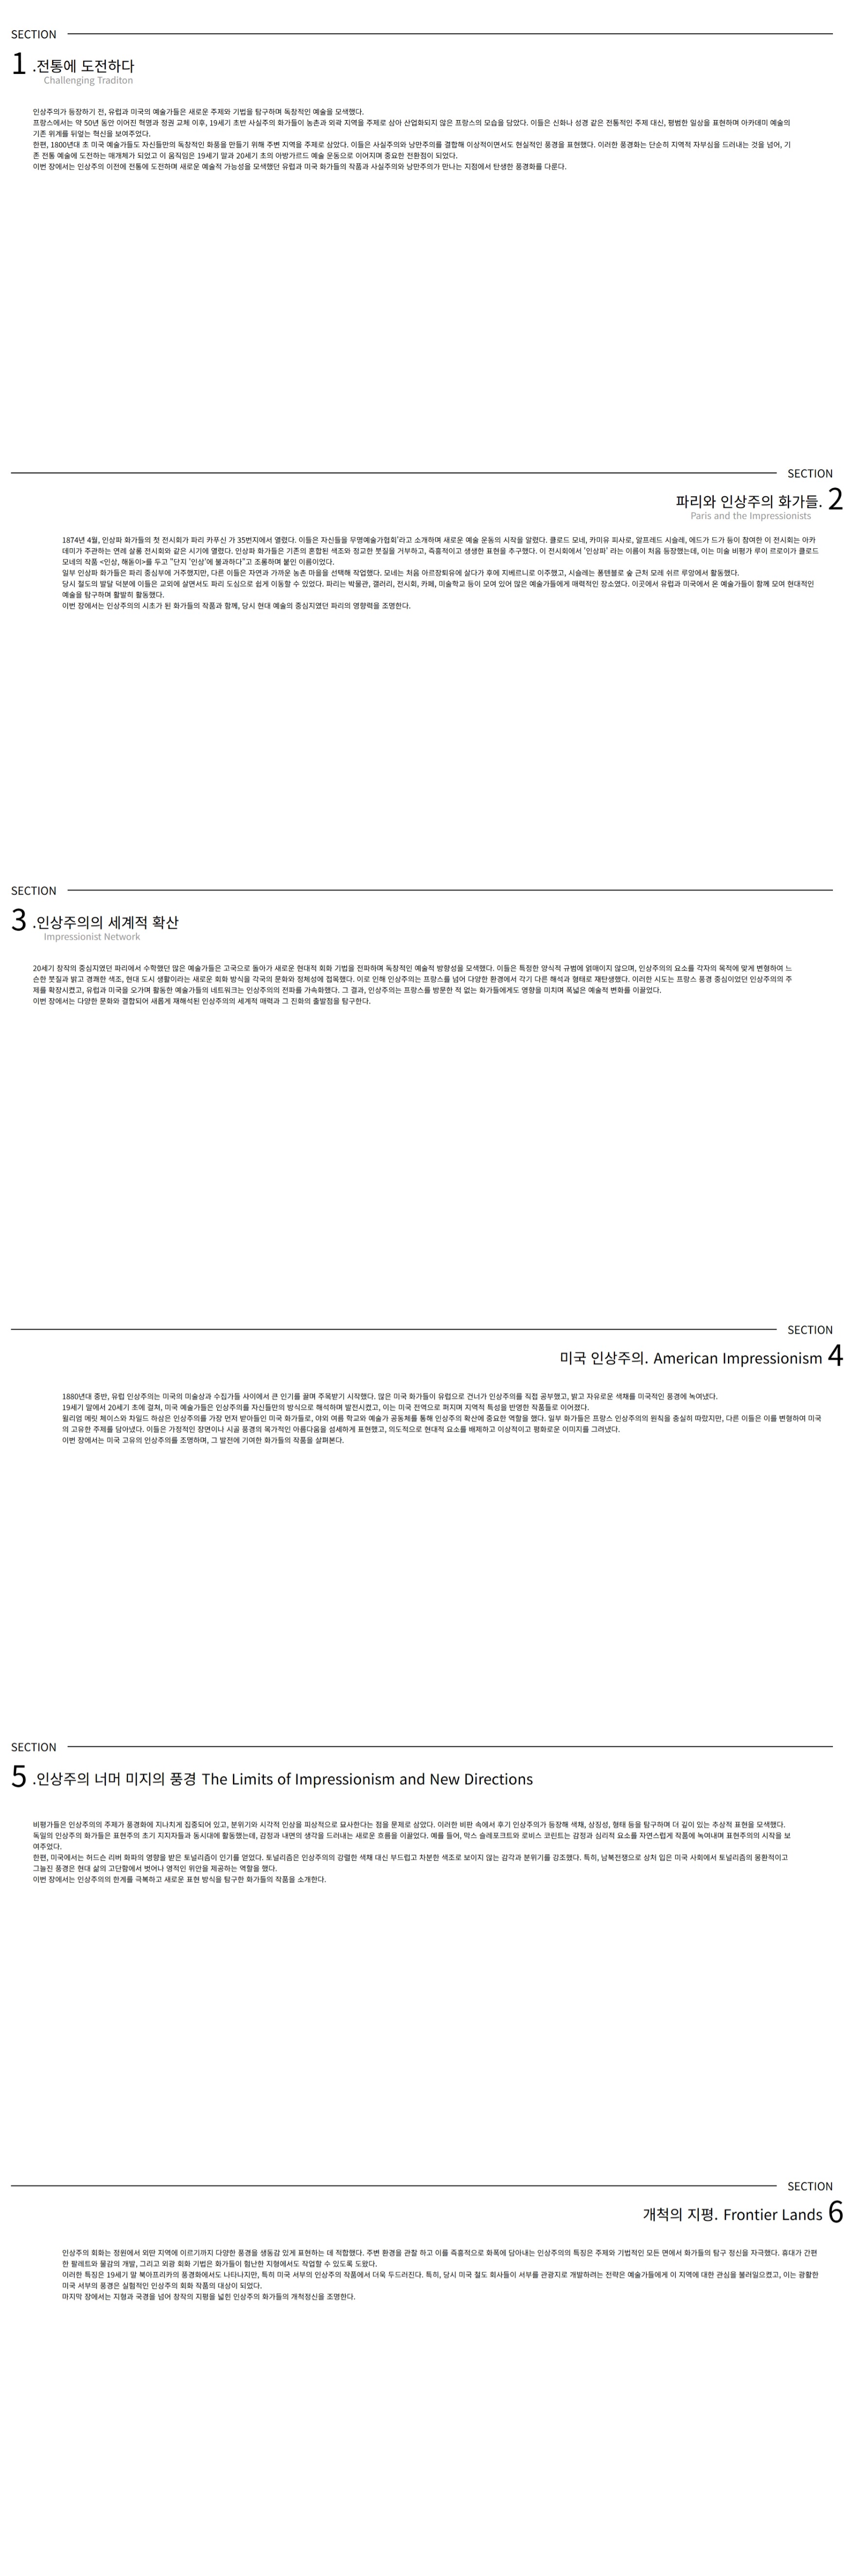 SECTION
1 .전통에 도전하다
Challenging Traditon
인상주의가 등장하기 전, 유럽과 미국의 예술가들은 새로운 주제와 기법을 탐구하며 독창적인 예술을 모색했다.
프랑스에서는 약 50년 동안 이어진 혁명과 정권 교체 이후, 19세기 초반 사실주의 화가들이 농촌과 외곽 지역을 주제로 삼아 산업화되지 않은 프랑스의 모습을 담았다. 이들은 신화나 성경 같은 전통적인 주제 대신, 평범한 일상을 표현하며 아카데미 예술의
기존 위계를 뒤엎는 혁신을 보여주었다.
한편, 1800년대 초 미국 예술가들도 자신들만의 독창적인 화풍을 만들기 위해 주변 지역을 주제로 삼았다. 이들은 사실주의와 낭만주의를 결합해 이상적이면서도 현실적인 풍경을 표현했다. 이러한 풍경화는 단순히 지역적 자부심을 드러내는 것을 넘어, 기
존 전통 예술에 도전하는 매개체가 되었고 이 움직임은 19세기 말과 20세기 초의 아방가르드 예술 운동으로 이어지며 중요한 전환점이 되었다.
이번 장에서는 인상주의 이전에 전통에 도전하며 새로운 예술적 가능성을 모색했던 유럽과 미국 화가들의 작품과 사실주의와 낭만주의가 만나는 지점에서 탄생한 풍경화를 다룬다.
SECTION
파리와 인상주의 화가들. 2
Paris and the Impressionists
1874년 4월, 인상파 화가들의 첫 전시회가 파리 카푸신 가 35번지에서 열렸다. 이들은 자신들을 무명예술가협회'라고 소개하며 새로운 예술 운동의 시작을 알렸다. 클로드 모네, 카미유 피사로, 알프레드 시슬레, 에드가 드가 등이 참여한 이 전시회는 아카
데미가 주관하는 연례 살롱 전시회와 같은 시기에 열렸다. 인상파 화가들은 기존의 혼합된 색조와 정교한 붓질을 거부하고, 즉흥적이고 생생한 표현을 추구했다. 이 전시회에서 '인상파' 라는 이름이 처음 등장했는데, 이는 미술 비평가 루이 르로이가 클로드
모네의 작품 <인상, 해돋이>를 두고 "단지 '인상'에 불과하다"고 조롱하며 붙인 이름이었다.
일부 인상파 화가들은 파리 중심부에 거주했지만, 다른 이들은 자연과 가까운 농촌 마을을 선택해 작업했다. 모네는 처음 아르장퇴유에 살다가 후에 지베르니로 이주했고, 시슬레는 퐁텐블로 숲 근처 모레 쉬르 루앙에서 활동했다.
당시 철도의 발달 덕분에 이들은 교외에 살면서도 파리 도심으로 쉽게 이동할 수 있었다. 파리는 박물관, 갤러리, 전시회, 카페, 미술학교 등이 모여 있어 많은 예술가들에게 매력적인 장소였다. 이곳에서 유럽과 미국에서 온 예술가들이 함께 모여 현대적인
예술을 탐구하며 활발히 활동했다.
이번 장에서는 인상주의의 시초가 된 화가들의 작품과 함께, 당시 현대 예술의 중심지였던 파리의 영향력을 조명한다.
SECTION
3 .인상주의의 세계적 확산
Impressionist Network
20세기 창작의 중심지였던 파리에서 수학했던 많은 예술가들은 고국으로 돌아가 새로운 현대적 회화 기법을 전파하며 독창적인 예술적 방향성을 모색했다. 이들은 특정한 양식적 규범에 얽매이지 않으며, 인상주의의 요소를 각자의 목적에 맞게 변형하여 느
슨한 붓질과 밝고 경쾌한 색조, 현대 도시 생활이라는 새로운 회화 방식을 각국의 문화와 정체성에 접목했다. 이로 인해 인상주의는 프랑스를 넘어 다양한 환경에서 각기 다른 해석과 형태로 재탄생했다. 이러한 시도는 프랑스 풍경 중심이었던 인상주의의 주
제를 확장시켰고, 유럽과 미국을 오가며 활동한 예술가들의 네트워크는 인상주의의 전파를 가속화했다. 그 결과, 인상주의는 프랑스를 방문한 적 없는 화가들에게도 영향을 미치며 폭넓은 예술적 변화를 이끌었다.
이번 장에서는 다양한 문화와 결합되어 새롭게 재해석된 인상주의의 세계적 매력과 그 진화의 출발점을 탐구한다.
SECTION
미국 인상주의. American Impressionism 4
1880년대 중반, 유럽 인상주의는 미국의 미술상과 수집가들 사이에서 큰 인기를 끌며 주목받기 시작했다. 많은 미국 화가들이 유럽으로 건너가 인상주의를 직접 공부했고, 밝고 자유로운 색채를 미국적인 풍경에 녹여냈다.
19세기 말에서 20세기 초에 걸쳐, 미국 예술가들은 인상주의를 자신들만의 방식으로 해석하며 발전시켰고, 이는 미국 전역으로 퍼지며 지역적 특성을 반영한 작품들로 이어졌다.
윌리엄 메릿 체이스와 차일드 하삼은 인상주의를 가장 먼저 받아들인 미국 화가들로, 야외 여름 학교와 예술가 공동체를 통해 인상주의 확산에 중요한 역할을 했다. 일부 화가들은 프랑스 인상주의의 원칙을 충실히 따랐지만, 다른 이들은 이를 변형하여 미국
의 고유한 주제를 담아냈다. 이들은 가정적인 장면이나 시골 풍경의 목가적인 아름다움을 섬세하게 표현했고, 의도적으로 현대적 요소를 배제하고 이상적이고 평화로운 이미지를 그려냈다.
이번 장에서는 미국 고유의 인상주의를 조명하며, 그 발전에 기여한 화가들의 작품을 살펴본다.
SECTION
5 .인상주의 너머 미지의 풍경 The Limits of Impressionism and New Directions
비평가들은 인상주의의 주제가 풍경화에 지나치게 집중되어 있고, 분위기와 시각적 인상을 피상적으로 묘사한다는 점을 문제로 삼았다. 이러한 비판 속에서 후기 인상주의가 등장해 색채, 상징성, 형태 등을 탐구하며 더 깊이 있는 추상적 표현을 모색했다.
독일의 인상주의 화가들은 표현주의 초기 지지자들과 동시대에 활동했는데, 감정과 내면의 생각을 드러내는 새로운 흐름을 이끌었다. 예를 들어, 막스 슬레포크트와 로비스 코린트는 감정과 심리적 요소를 자연스럽게 작품에 녹여내며 표현주의의 시작을 보
여주었다.
한편, 미국에서는 허드슨 리버 화파의 영향을 받은 토널리즘이 인기를 얻었다. 토널리즘은 인상주의의 강렬한 색채 대신 부드럽고 차분한 색조로 보이지 않는 감각과 분위기를 강조했다. 특히, 남북전쟁으로 상처 입은 미국 사회에서 토널리즘의 몽환적이고
그늘진 풍경은 현대 삶의 고단함에서 벗어나 영적인 위안을 제공하는 역할을 했다.
이번 장에서는 인상주의의 한계를 극복하고 새로운 표현 방식을 탐구한 화가들의 작품을 소개한다.
SECTION
개척의 지평. Frontier Lands 6
인상주의 회화는 정원에서 외딴 지역에 이르기까지 다양한 풍경을 생동감 있게 표현하는 데 적합했다. 주변 환경을 관찰 하고 이를 즉흥적으로 화폭에 담아내는 인상주의의 특징은 주제와 기법적인 모든 면에서 화가들의 탐구 정신을 자극했다. 휴대가 간편
한 팔레트와 물감의 개발, 그리고 외광 회화 기법은 화가들이 험난한 지형에서도 작업할 수 있도록 도왔다.
이러한 특징은 19세기 말 북아프리카의 풍경화에서도 나타나지만, 특히 미국 서부의 인상주의 작품에서 더욱 두드러진다. 특히, 당시 미국 철도 회사들이 서부를 관광지로 개발하려는 전략은 예술가들에게 이 지역에 대한 관심을 불러일으켰고, 이는 광활한
미국 서부의 풍경은 실험적인 인상주의 회화 작품의 대상이 되었다.
마지막 장에서는 지형과 국경을 넘어 창작의 지평을 넓힌 인상주의 화가들의 개척정신을 조명한다.